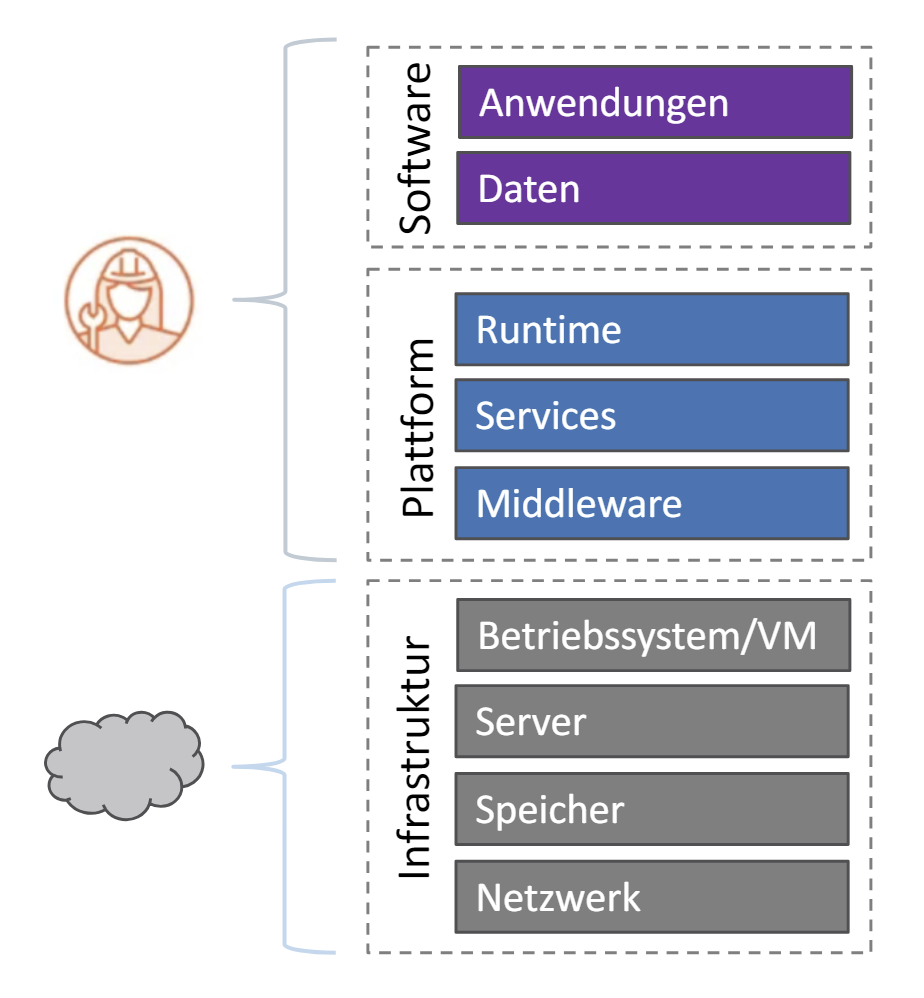 Software
Anwendungen
Daten
Plattform
Runtime
Services
Middleware
Infrastruktur
Betriebssystem/VM
Server
Speicher
Netzwerk